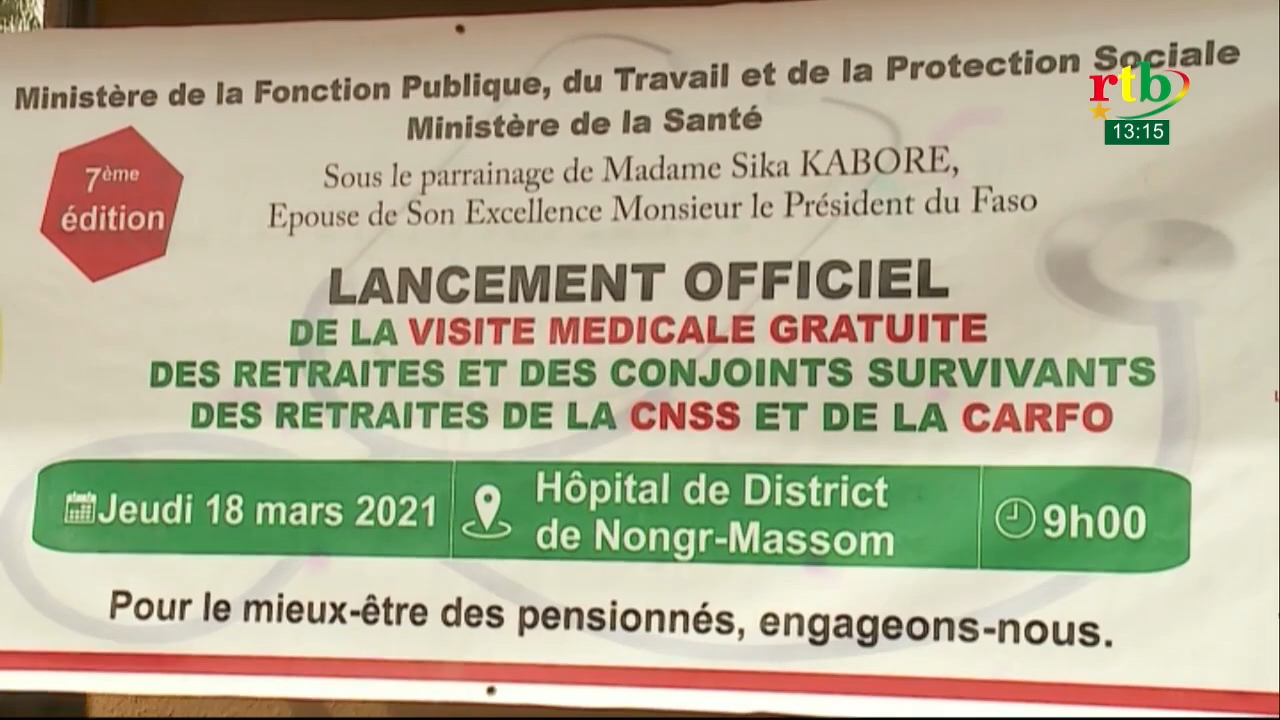 Ministère de la Fonction Publique, du Travail et de la Protection Sociale
rtb
13:15
Ministère de la Santé
7ème
édition
Sous le parrainage de Madame Sika KABORE,
Epouse de Son Excellence Monsieur le Président du Faso
LANCEMENT OFFICIEL
DE LA VISITE MEDICALE GRATUITE
DES RETRAITES ET DES CONJOINTS SURVIVANTS
DES RETRAITES DE LA CNSS ET DE LA CARFO
Jeudi 18 mars 2021
Hôpital de District
de Nongr-Massom
9h00
Pour le mieux-être des pensionnés, engageons-nous.